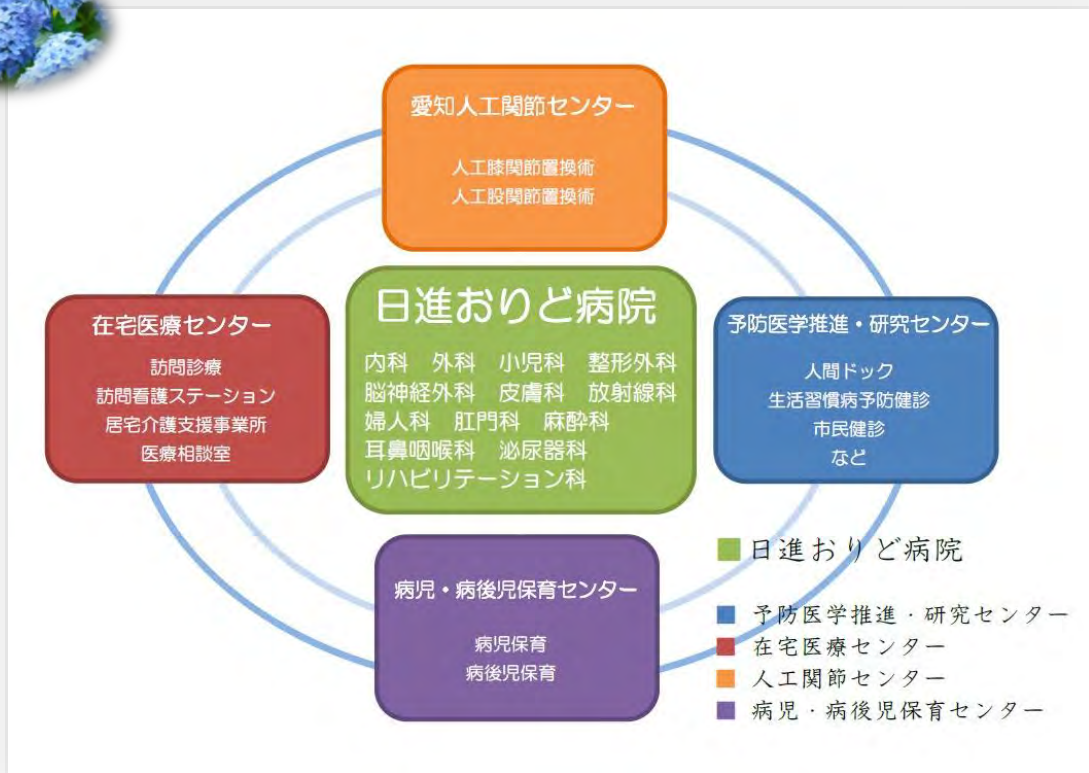 愛知人工関節センター
人工膝関節置換術
人工股関節置換術
在宅医療センター
訪問診療
訪問看護ステーション
居宅介護支援事業所
医療相談室
日進おりど病院
内科 外科 小児科 整形外科
脳神経外科 皮膚科 放射線科
婦人科 肛門科 麻酔科
耳鼻咽喉科 泌尿器科
リハビリテーション科
予防医学推進・研究センター
人間ドック
生活習慣病予防健診
市民健診
など
病児・病後児保育センター
病児保育
病後児保育
日進おりど病院
予防医学推進・研究センター
在宅医療センター
人工関節センター
病児・病後児保育センター